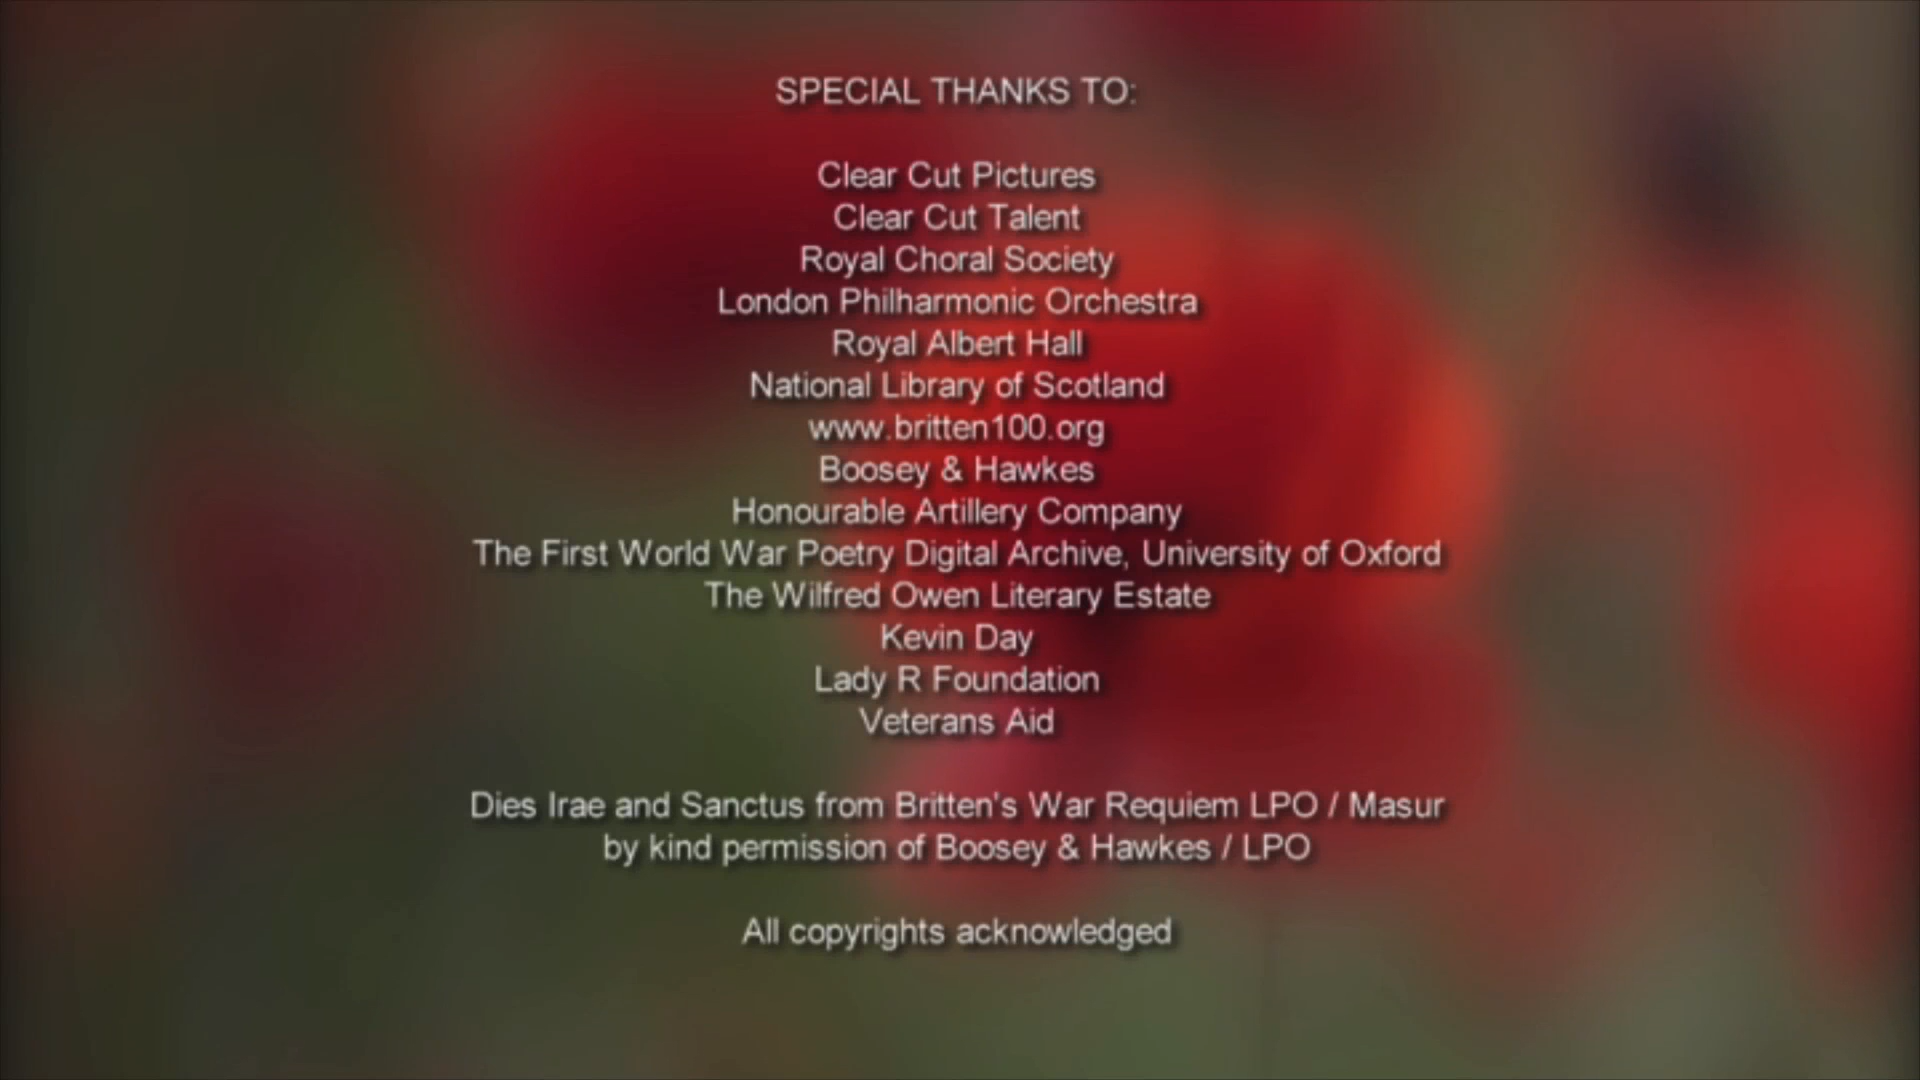 SPECIAL THANKS TO:
Clear Cut Pictures
Clear Cut Talent
Royal Choral Society
London Philharmonic Orchestra
Royal Albert Hall
National Library of Scotland
www.britten100.org
Boosey & Hawkes
Honourable Artillery Company
The First World War Poetry Digital Archive, University of Oxford
The Wilfred Owen Literary Estate
Kevin Day
Lady R Foundation
Veterans Aid
Dies Irae and Sanctus from Britten's War Requiem LPO / Masur
by kind permission of Boosey & Hawkes / LPO
All copyrights acknowledged